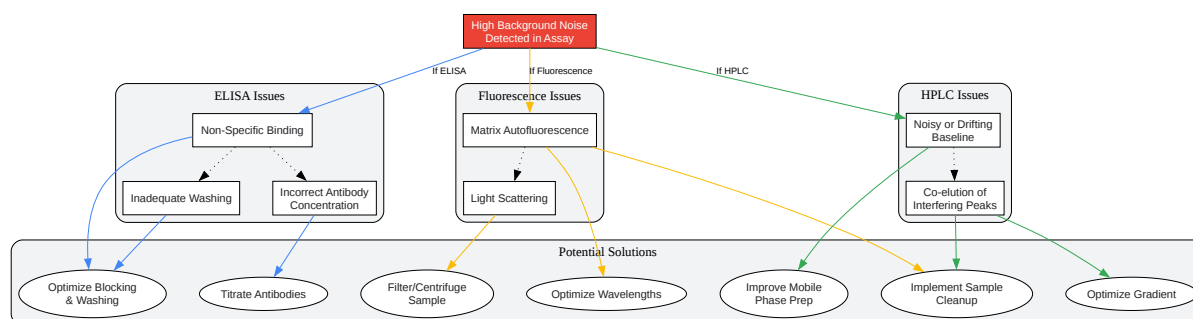 High Background Noise
Detected in Assay
If ELISA
If Fluorescence
If HPLC
ELISA Issues
Fluorescence Issues
HPLC Issues
Non-Specific Binding
Matrix Autofluorescence
Noisy or Drifting
Baseline
Inadequate Washing
Incorrect Antibody
Concentration
Light Scattering
Co-elution of
Interfering Peaks
Potential Solutions
Optimize Blocking
& Washing
Titrate Antibodies
Filter/Centrifuge
Sample
Optimize Wavelengths
Improve Mobile
Phase Prep
Implement Sample
Cleanup
Optimize Gradient